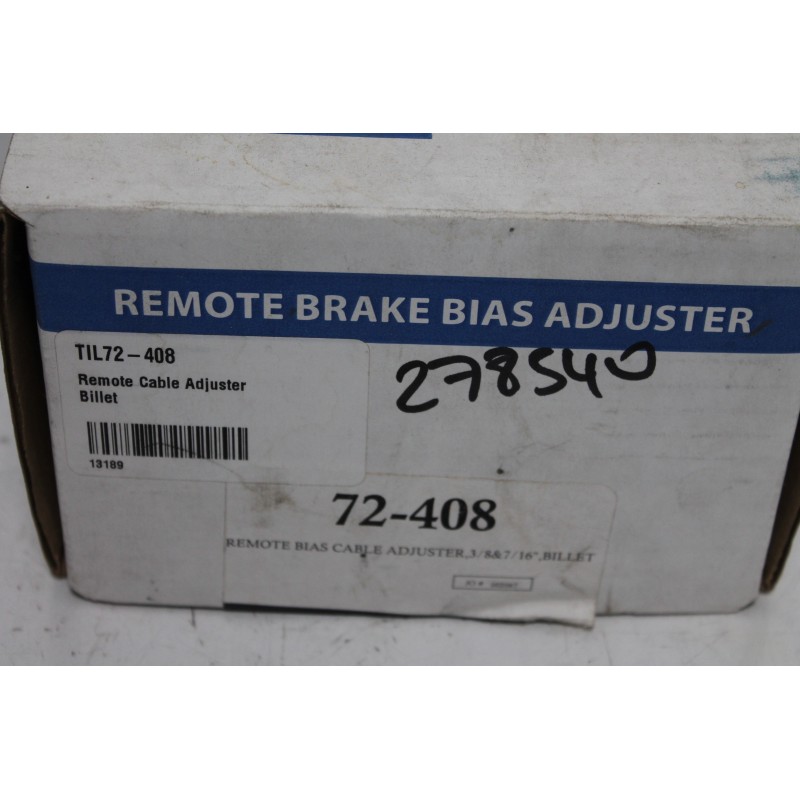 REMOTE BRAKE BIAS ADJUSTER
TIL72-408
Remote Cable Adjuster
Billet
13189
278540
72-408
REMOTE BIAS CABLE ADJUSTER,3/8&7/16",BILLET
ID #